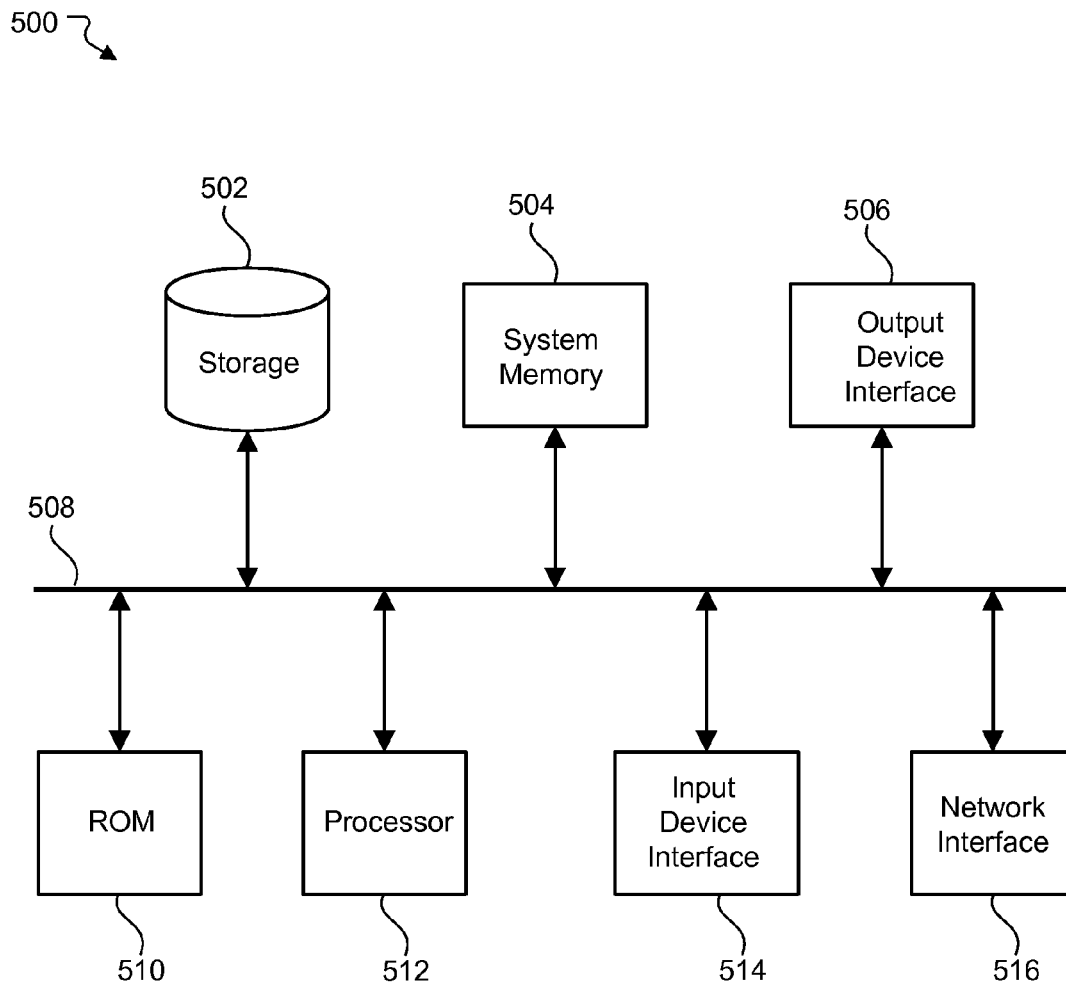 500
502
504
506
Storage
System
Memory
Output
Device
Interface
508
ROM
Processor
Input
Device
Interface
Network
Interface
510
512
514
516